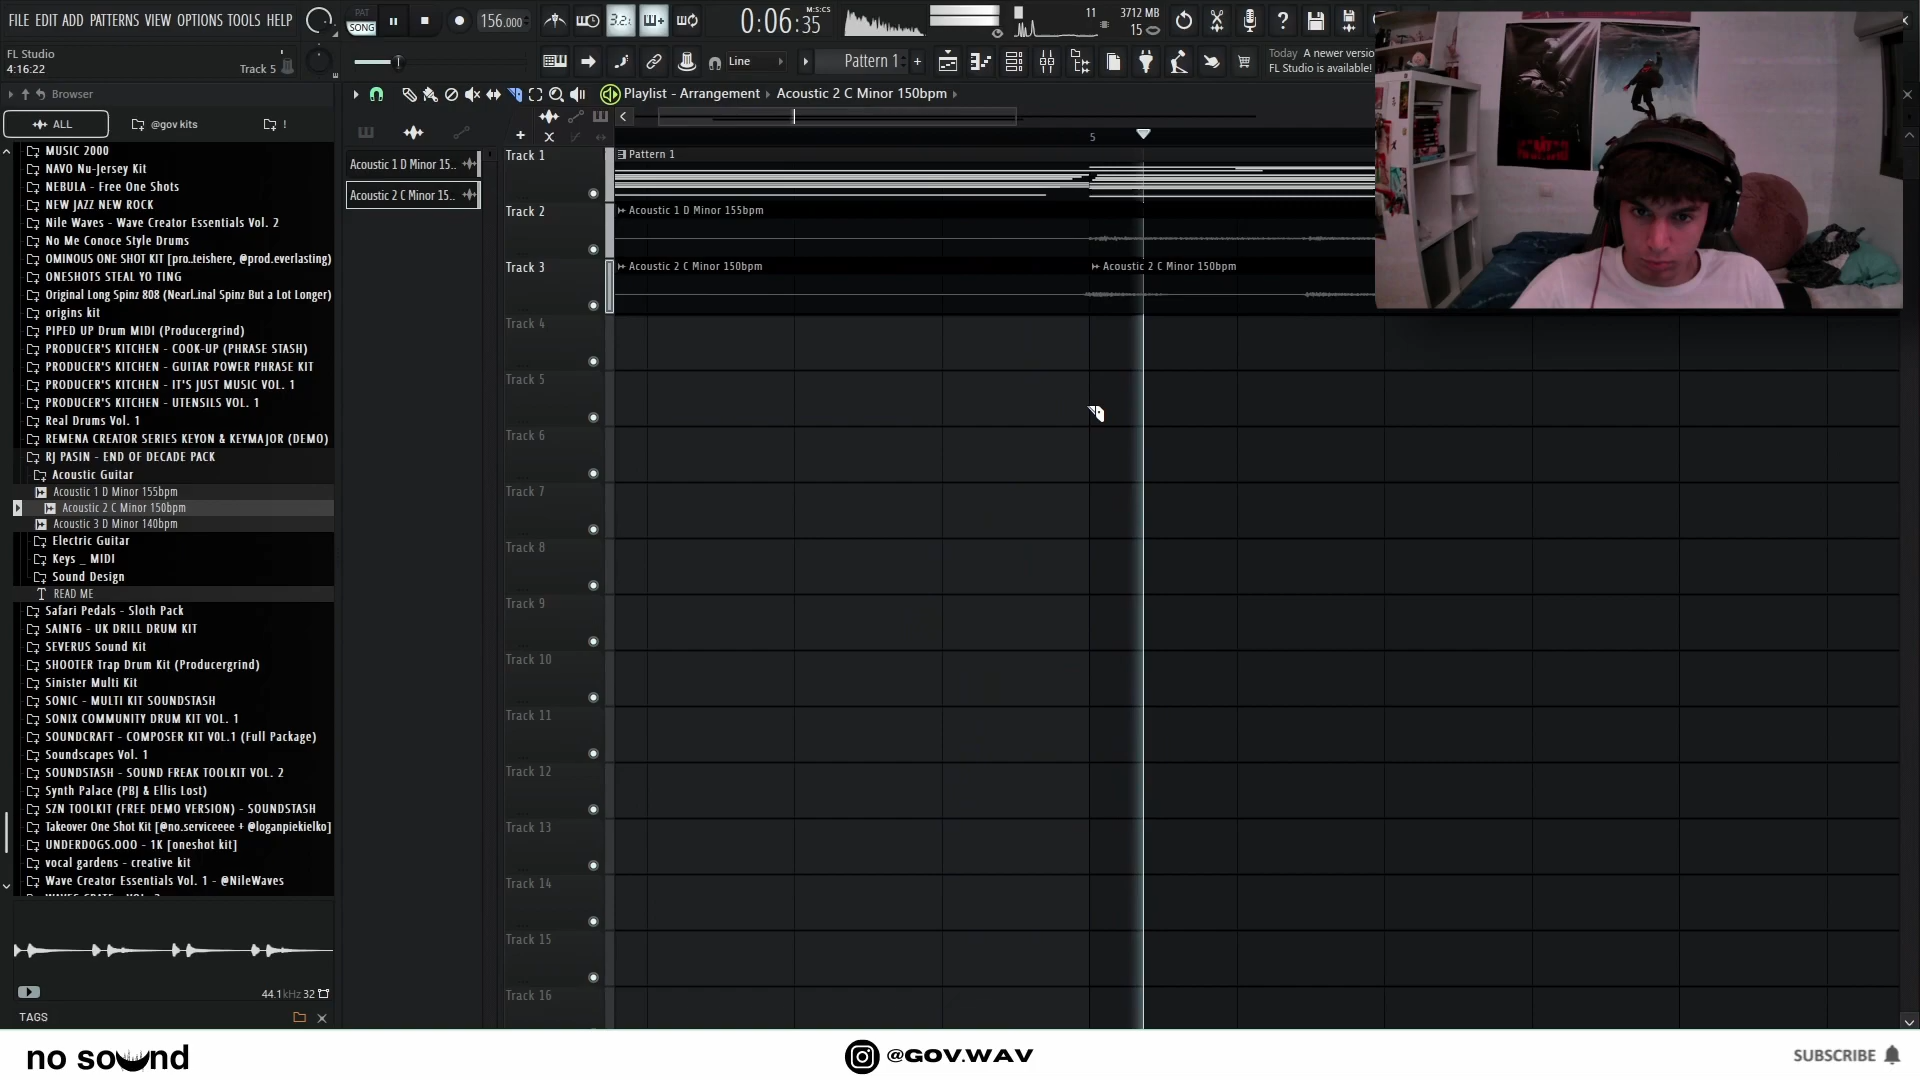 FILE EDIT ADD PATTERNS VIEW OPTIONS TOOLS HELP
PAT
SONG
156.000
3.2.
0:06:35
M:S:CS
11
3712 MB
15
FL Studio
4:16:22
Track 5
Line
Pattern 1
Today A newer versio
FL Studio is available!
Browser
Playlist - Arrangement
Acoustic 2 C Minor 150bpm
ALL
@gov kits
!
MUSIC 2000
NAVO Nu-Jersey Kit
NEBULA - Free One Shots
NEW JAZZ NEW ROCK
Nile Waves - Wave Creator Essentials Vol. 2
No Me Conoce Style Drums
OMINOUS ONE SHOT KIT [pro..teishere, @prod.everlasting)
ONESHOTS STEAL YO TING
Original Long Spinz 808 (Nearl..inal Spinz But a Lot Longer)
origins kit
PIPED UP Drum MIDI (Producergrind)
PRODUCER'S KITCHEN - COOK-UP (PHRASE STASH)
PRODUCER'S KITCHEN - GUITAR POWER PHRASE KIT
PRODUCER'S KITCHEN - IT'S JUST MUSIC VOL. 1
PRODUCER'S KITCHEN - UTENSILS VOL. 1
Real Drums Vol. 1
REMENA CREATOR SERIES KEYON & KEYMAJOR (DEMO)
RJ PASIN - END OF DECADE PACK
Acoustic Guitar
Acoustic 1 D Minor 155bpm
Acoustic 2 C Minor 150bpm
Acoustic 3 D Minor 140bpm
Electric Guitar
Keys _ MIDI
Sound Design
READ ME
Safari Pedals - Sloth Pack
SAINT6 - UK DRILL DRUM KIT
SEVERUS Sound Kit
SHOOTER Trap Drum Kit (Producergrind)
Sinister Multi Kit
SONIC - MULTI KIT SOUNDSTASH
SONIX COMMUNITY DRUM KIT VOL. 1
SOUNDCRAFT - COMPOSER KIT VOL.1 (Full Package)
Soundscapes Vol. 1
SOUNDSTASH - SOUND FREAK TOOLKIT VOL. 2
Synth Palace (PBJ & Ellis Lost)
SZN TOOLKIT (FREE DEMO VERSION) - SOUNDSTASH
Takeover One Shot Kit [@no.serviceeee + @loganpiekielko]
UNDERDOGS.OOO - 1K [oneshot kit]
vocal gardens - creative kit
Wave Creator Essentials Vol. 1 - @NileWaves
44.1kHz 32
TAGS
Acoustic 1 D Minor 15..
Acoustic 2 C Minor 15..
5
Track 1
Pattern 1
Track 2
Acoustic 1 D Minor 155bpm
Track 3
Acoustic 2 C Minor 150bpm
Acoustic 2 C Minor 150bpm
Track 4
Track 5
Track 6
Track 7
Track 8
Track 9
Track 10
Track 11
Track 12
Track 13
Track 14
Track 15
Track 16
no sound
@GOV.WAV
SUBSCRIBE